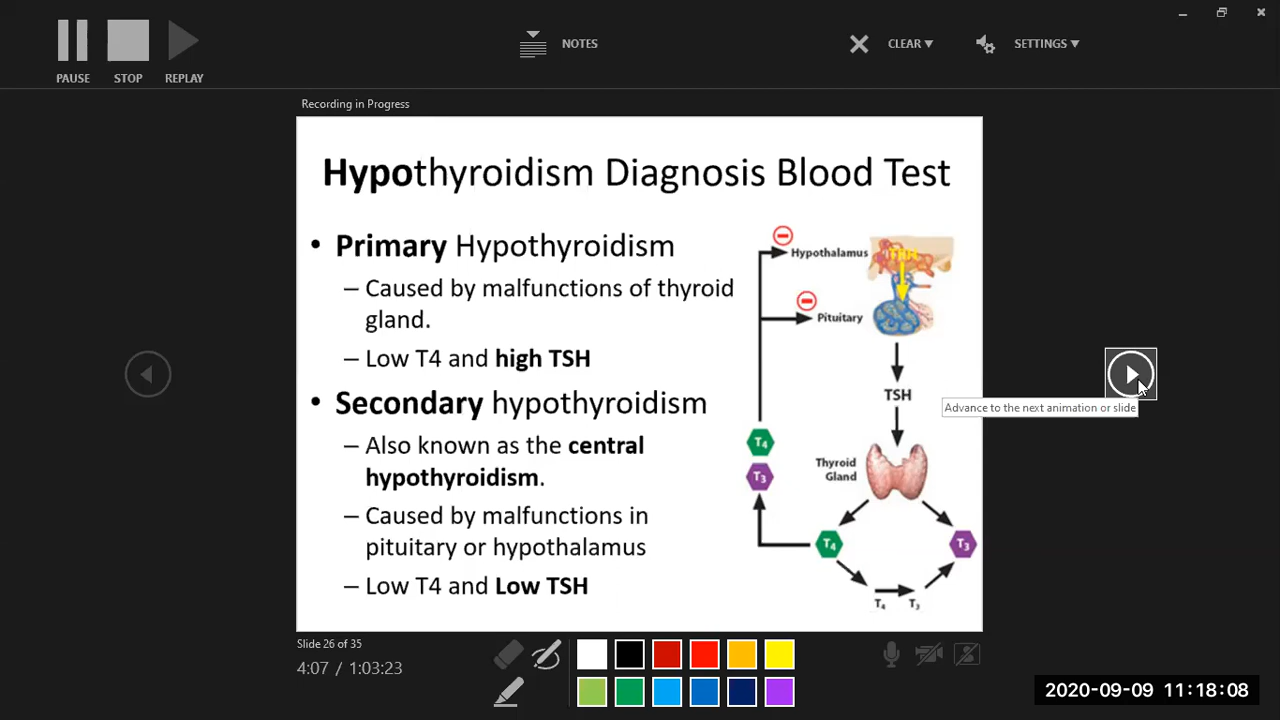 PAUSE
STOP
REPLAY
NOTES
CLEAR
SETTINGS
Recording in Progress
Hypothyroidism Diagnosis Blood Test
• Primary Hypothyroidism
– Caused by malfunctions of thyroid
gland.
– Low T4 and high TSH
• Secondary hypothyroidism
– Also known as the central
hypothyroidism.
– Caused by malfunctions in
pituitary or hypothalamus
– Low T4 and Low TSH
Hypothalamus
Pituitary
TSH
Thyroid
Gland
T4
T3
T4
T3
T4
T3
Advance to the next animation or slide
Slide 26 of 35
4:07 / 1:03:23
2020-09-09 11:18:08